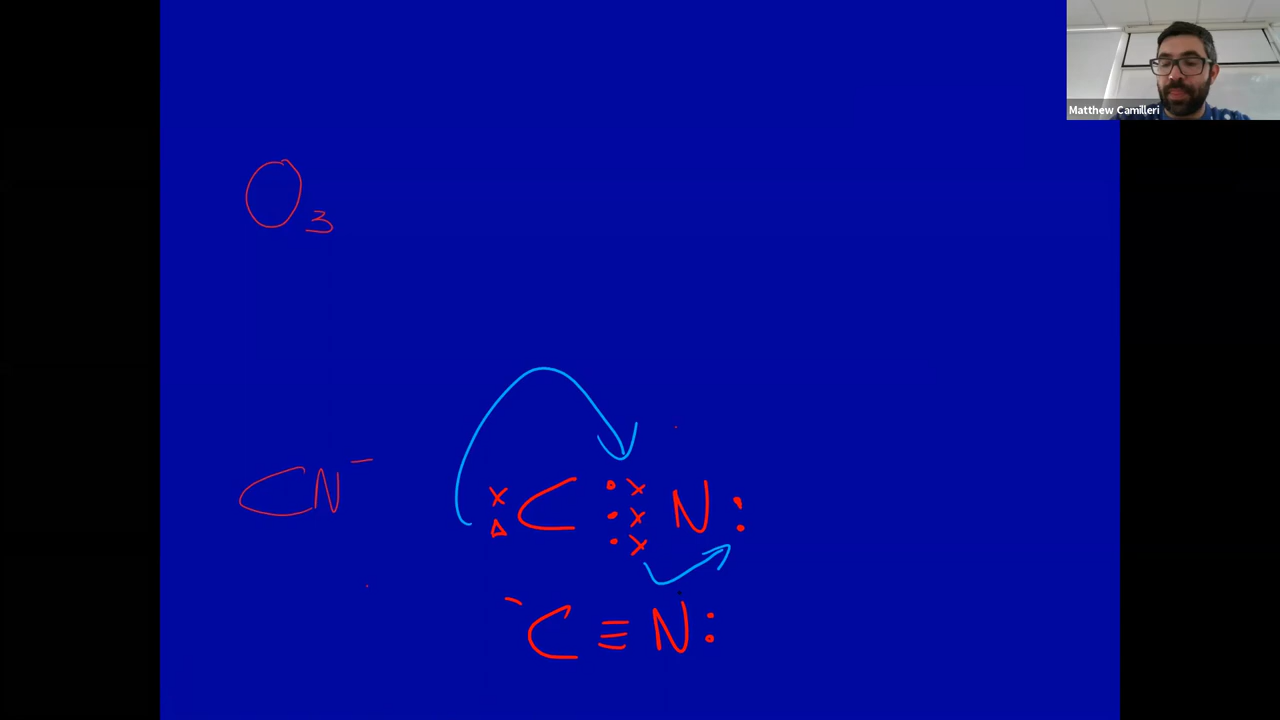 Matthew Camilleri
O3
CN−
x C • x N :
Δ • x
• x
− C ≡ N :